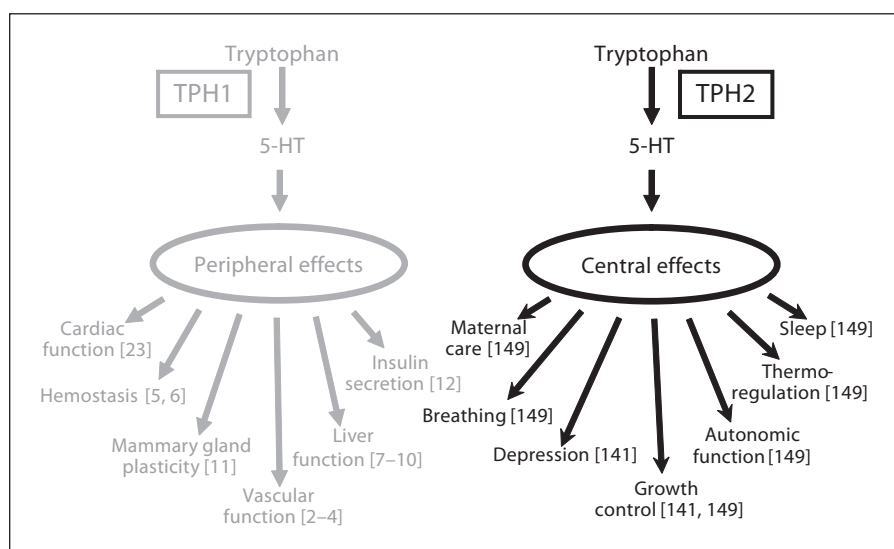 Tryptophan
TPH1
5-HT
Peripheral effects
Cardiac
function [23]
Hemostasis [5, 6]
Mammary gland
plasticity [11]
Vascular
function [2–4]
Liver
function [7–10]
Insulin
secretion [12]
Tryptophan
TPH2
5-HT
Central effects
Maternal
care [149]
Breathing [149]
Depression [141]
Growth
control [141, 149]
Autonomic
function [149]
Thermo-
regulation [149]
Sleep [149]